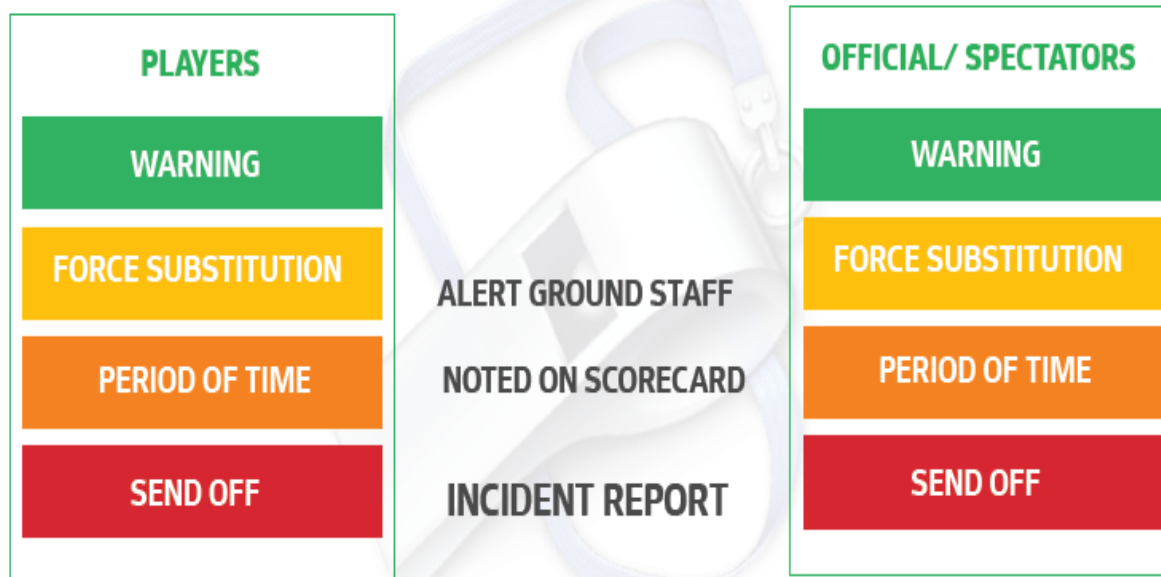 PLAYERS
WARNING
FORCE SUBSTITUTION
PERIOD OF TIME
SEND OFF
ALERT GROUND STAFF
NOTED ON SCORECARD
INCIDENT REPORT
OFFICIAL/ SPECTATORS
WARNING
FORCE SUBSTITUTION
PERIOD OF TIME
SEND OFF